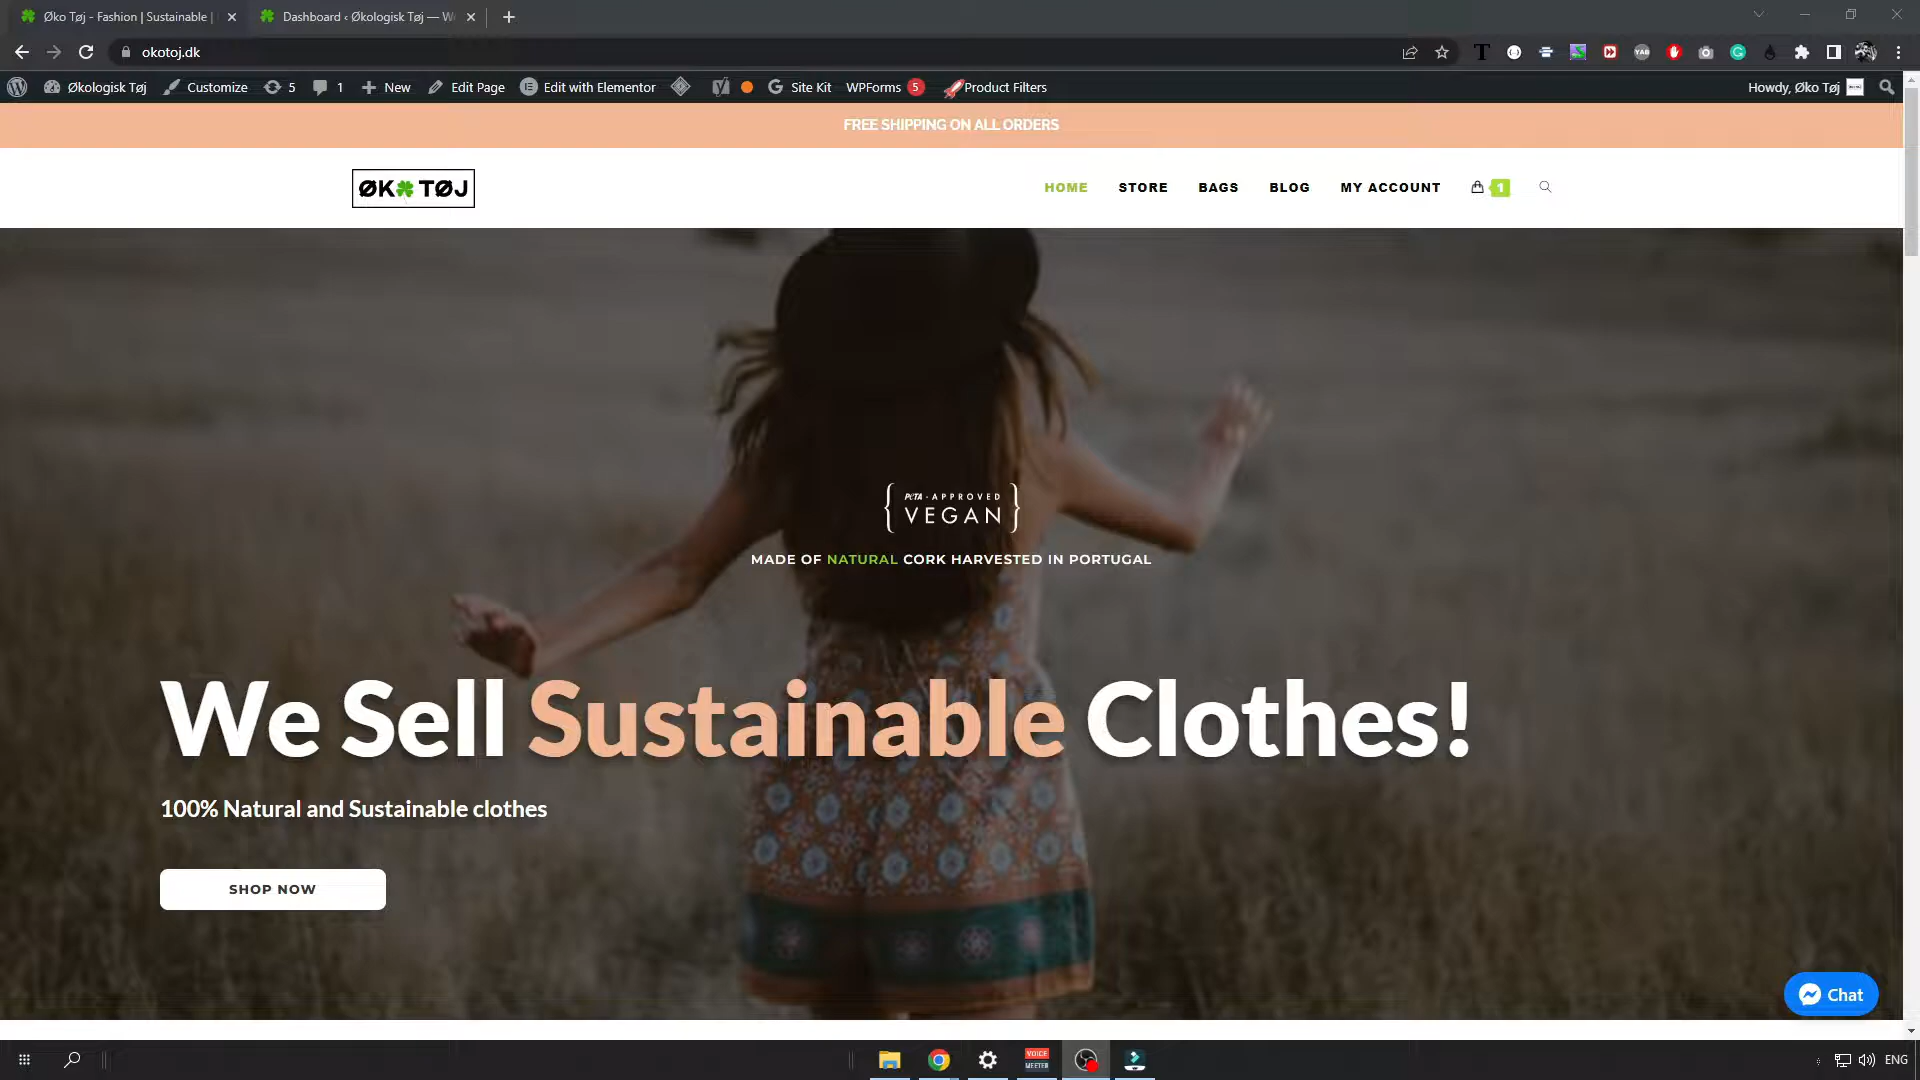 Øko Tøj - Fashion | Sustainable |
Dashboard ‹ Økologisk Tøj — W
okotoj.dk
YAB
Økologisk Tøj
Customize
5
1
New
Edit Page
Edit with Elementor
Site Kit
WPForms 5
Product Filters
Howdy, Øko Tøj
FREE SHIPPING ON ALL ORDERS
ØK TØJ
HOME
STORE
BAGS
BLOG
MY ACCOUNT
1
PeTA - APPROVED
VEGAN
MADE OF NATURAL CORK HARVESTED IN PORTUGAL
We Sell Sustainable Clothes!
100% Natural and Sustainable clothes
SHOP NOW
Chat
VOICE
MEETER
ENG